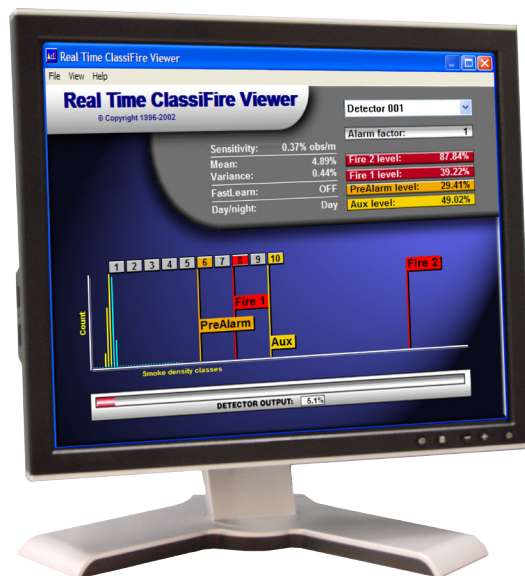 Real Time ClassiFire Viewer
File View Help
Real Time ClassiFire Viewer
© Copyright 1996-2002
Detector 001
Alarm factor: 1
Sensitivity: 0.37% obs/m
Mean: 4.89%
Variance: 0.44%
FastLearn: OFF
Day/night: Day
Fire 2 level: 87.84%
Fire 1 level: 39.22%
PreAlarm level: 29.41%
Aux level: 49.02%
1 2 3 4 5 6 7 8 9 10
Fire 2
Fire 1
PreAlarm
Aux
Count
Smoke density classes
DETECTOR OUTPUT: 5.1%